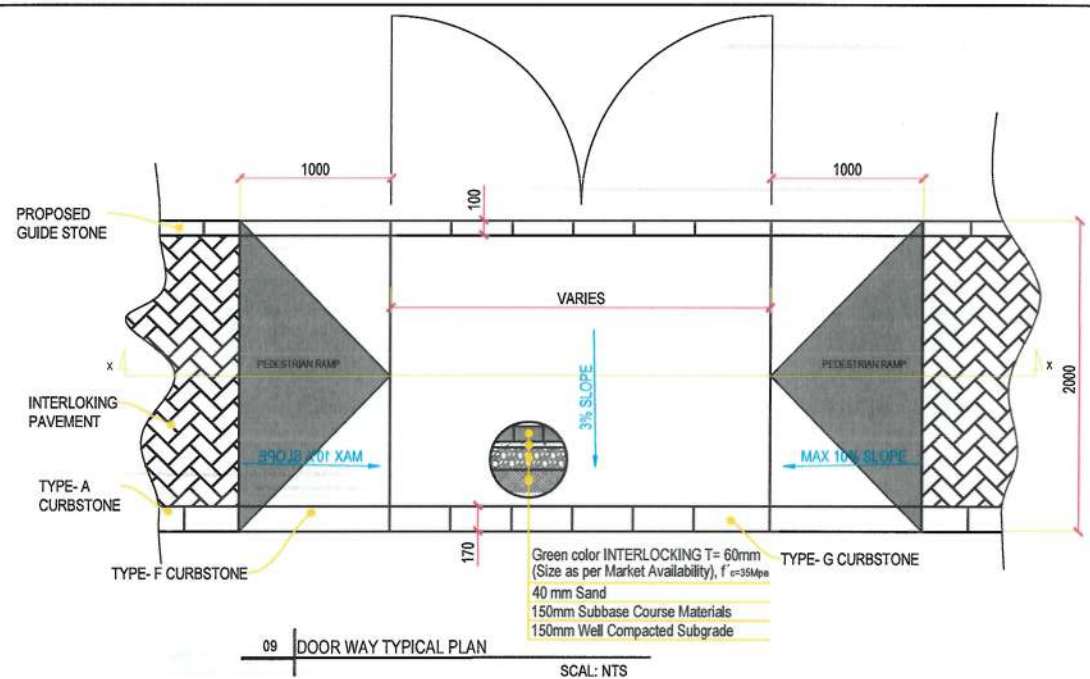 1000
1000
100
PROPOSED
GUIDE STONE
VARIES
X
PEDESTRIAN RAMP
3% SLOPE
PEDESTRIAN RAMP
X
2000
INTERLOKING
PAVEMENT
MAX 10% SLOPE
MAX 10% SLOPE
TYPE- A
CURBSTONE
170
TYPE- F CURBSTONE
TYPE-G CURBSTONE
Green color INTERLOCKING T= 60mm
(Size as per Market Availability), f'c=35Mpa
40 mm Sand
150mm Subbase Course Materials
150mm Well Compacted Subgrade
09 DOOR WAY TYPICAL PLAN
SCAL: NTS